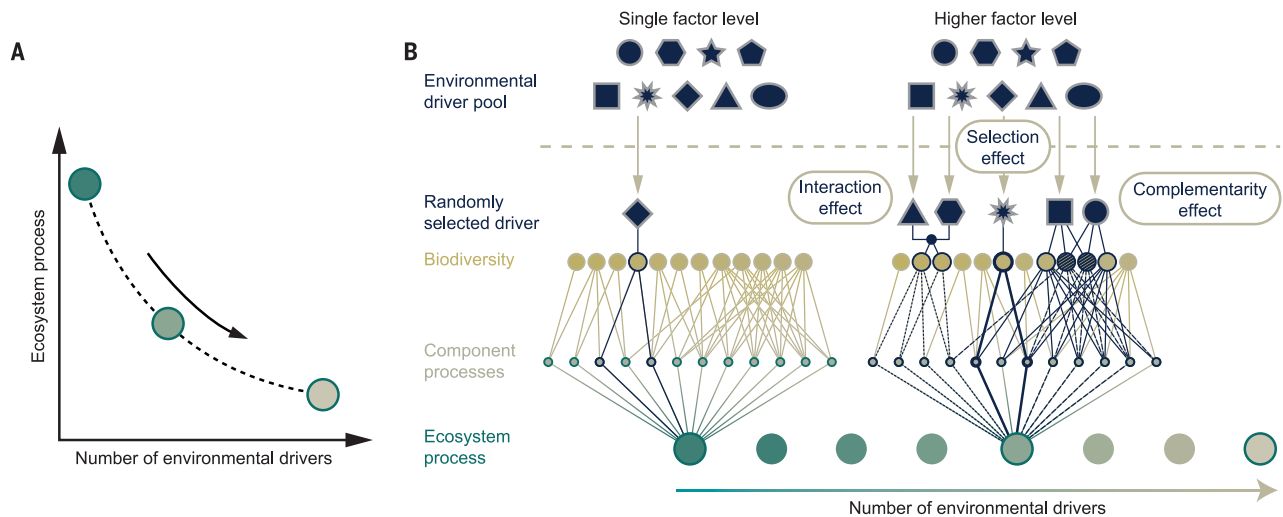 A
Ecosystem process
Number of environmental drivers
B
Single factor level
Higher factor level
Environmental
driver pool
Selection
effect
Interaction
effect
Complementarity
effect
Randomly
selected driver
Biodiversity
Component
processes
Ecosystem
process
Number of environmental drivers